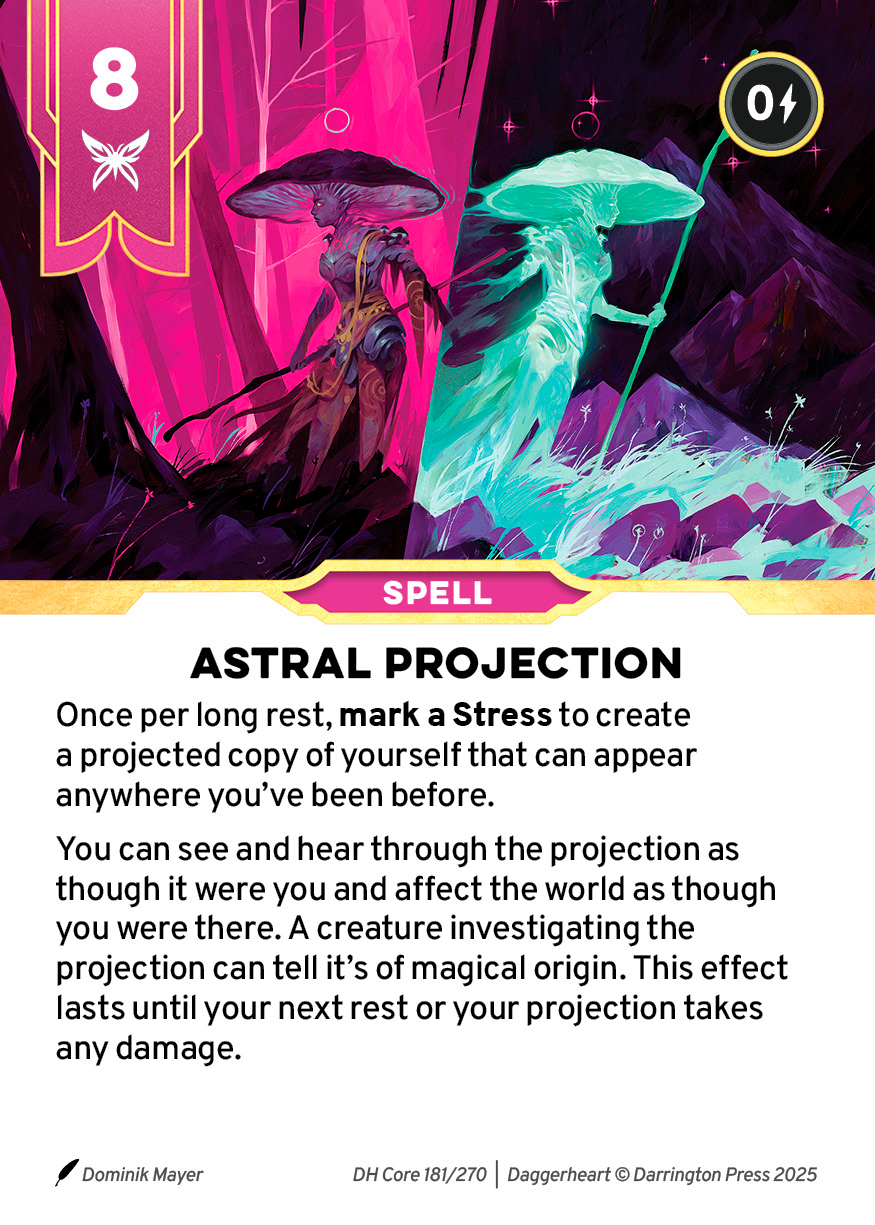 8
0
SPELL
ASTRAL PROJECTION
Once per long rest, mark a Stress to create
a projected copy of yourself that can appear
anywhere you’ve been before.
You can see and hear through the projection as
though it were you and affect the world as though
you were there. A creature investigating the
projection can tell it’s of magical origin. This effect
lasts until your next rest or your projection takes
any damage.
Dominik Mayer
DH Core 181/270 | Daggerheart © Darrington Press 2025